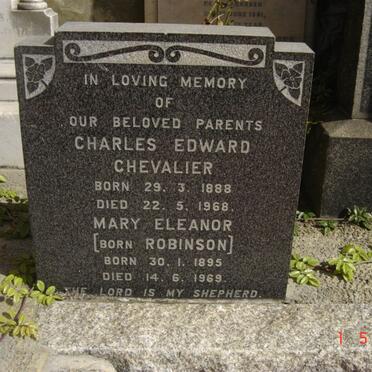 IN LOVING MEMORY
OF
OUR BELOVED PARENTS
CHARLES EDWARD
CHEVALIER
BORN 29. 3. 1888
DIED 22. 5. 1968.
MARY ELEANOR
[BORN ROBINSON]
BORN 30. 1. 1895
DIED 14. 6. 1969.
THE LORD IS MY SHEPHERD.
1 5